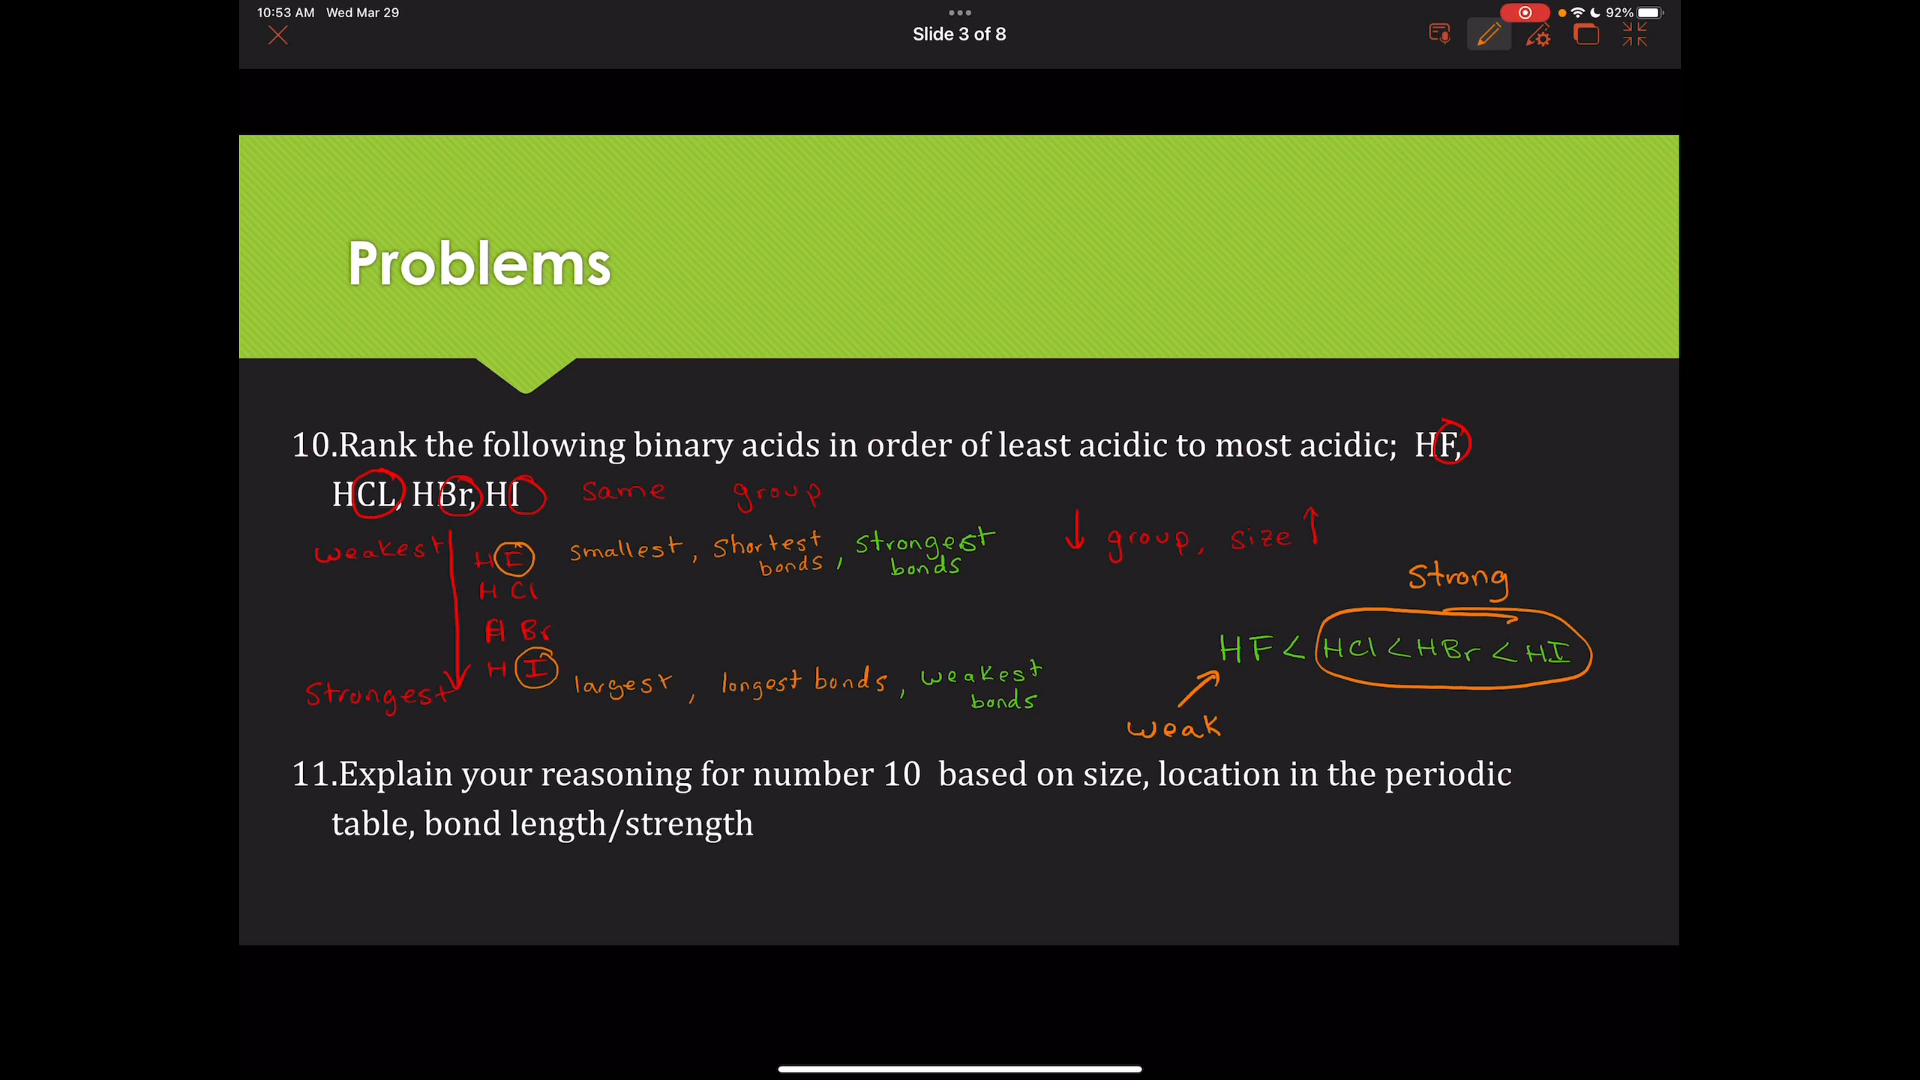 10:53 AM Wed Mar 29
Slide 3 of 8
92%
Problems
10.Rank the following binary acids in order of least acidic to most acidic; HF,
HCL, HBr, HI same group
↓ group, size ↑
weakest
HF smallest, shortest bonds, strongest bonds
H Cl
H Br
H I largest, longest bonds, weakest bonds
Strongest
Strong
HF < HCl < HBr < HI
weak
11.Explain your reasoning for number 10 based on size, location in the periodic
table, bond length/strength